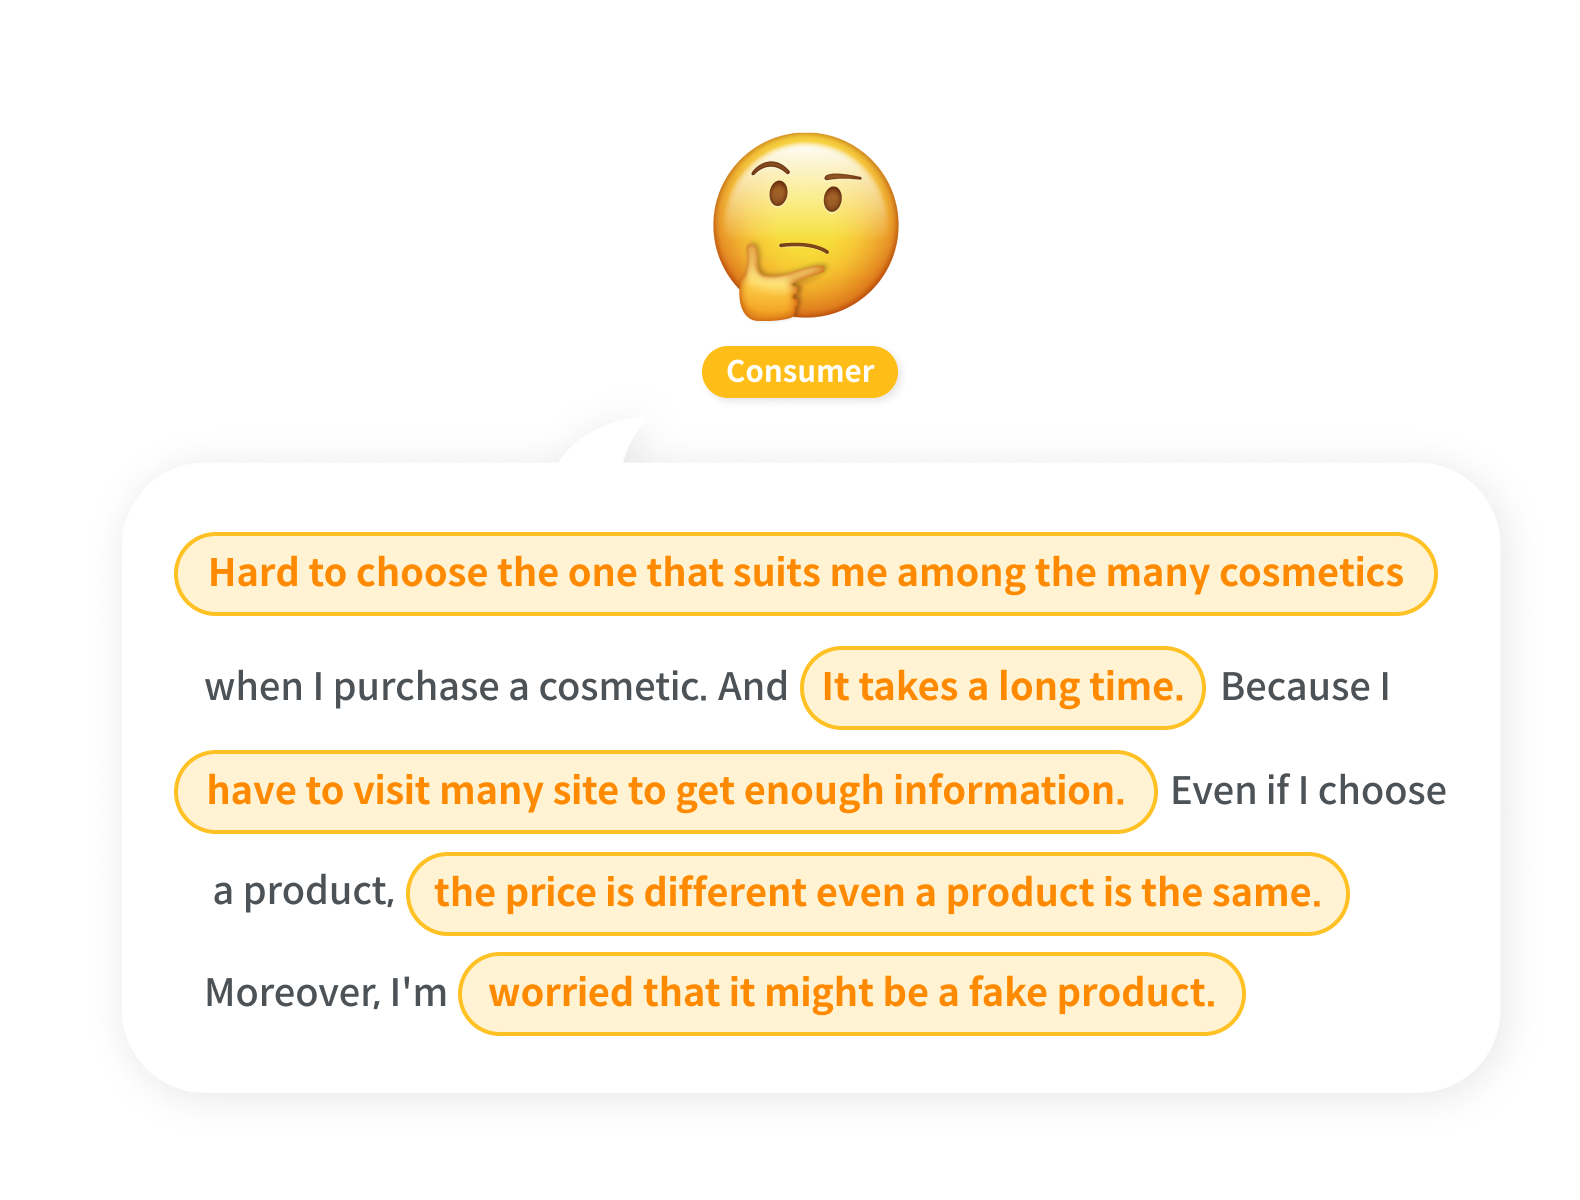 Consumer
Hard to choose the one that suits me among the many cosmetics
when I purchase a cosmetic. And It takes a long time. Because I
have to visit many site to get enough information. Even if I choose
a product, the price is different even a product is the same.
Moreover, I'm worried that it might be a fake product.